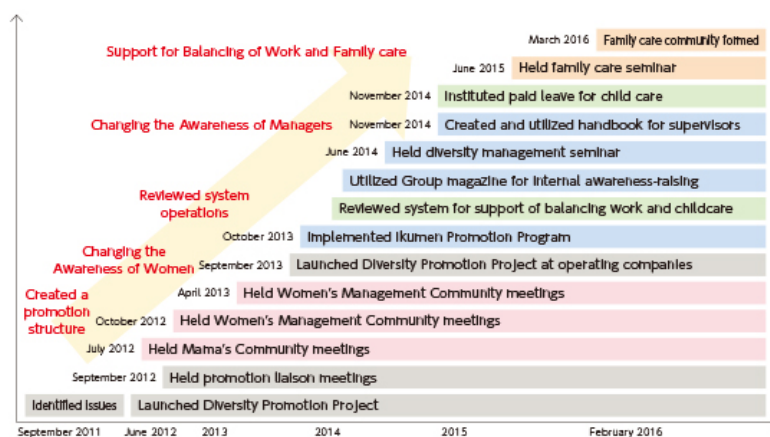 March 2016 Family care community formed
Support for Balancing of Work and Family care
June 2015 Held family care seminar
November 2014 Instituted paid leave for child care
Changing the Awareness of Managers November 2014 Created and utilized handbook for supervisors
June 2014 Held diversity management seminar
Utilized Group magazine for internal awareness-raising
Reviewed system
operations
Reviewed system for support of balancing work and childcare
October 2013 Implemented Ikumen Promotion Program
Changing the
Awareness of Women September 2013 Launched Diversity Promotion Project at operating companies
April 2013 Held Women's Management Community meetings
Created a
promotion
structure
October 2012 Held Women's Management Community meetings
July 2012 Held Mama's Community meetings
September 2012 Held promotion liaison meetings
Identified issues Launched Diversity Promotion Project
September 2011 June 2012 2013 2014 2015 February 2016